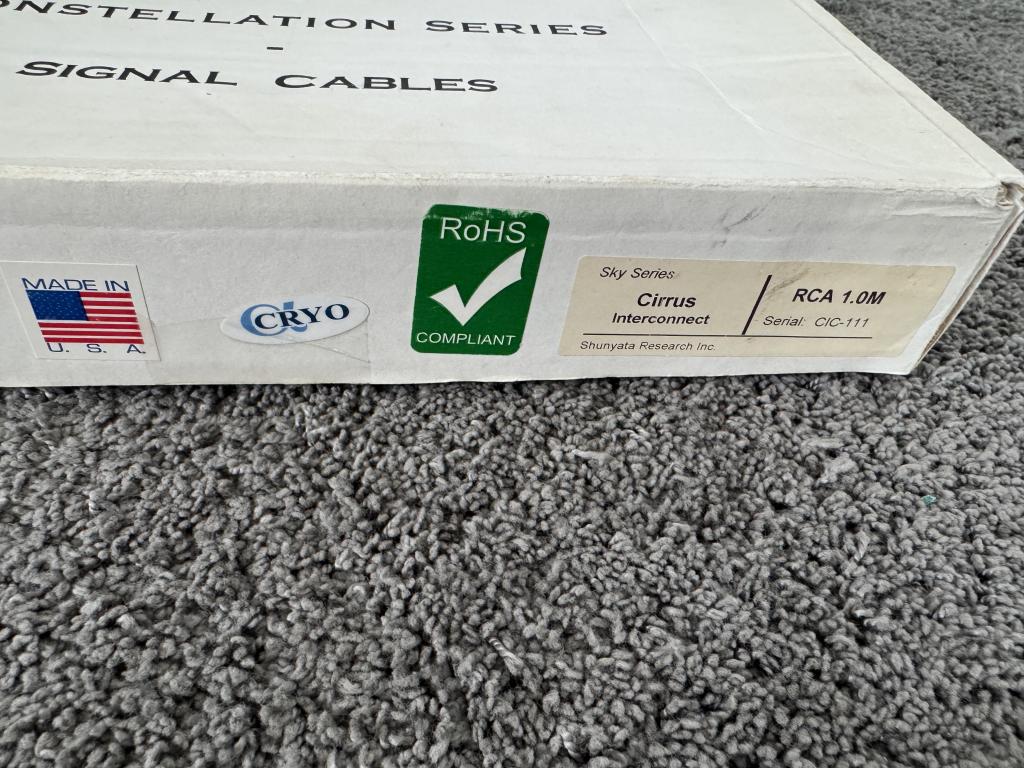 ONSTELLATION SERIES
-
SIGNAL CABLES
MADE IN
U. S. A.
αCRYO
RoHS
COMPLIANT
Sky Series
Cirrus
Interconnect
RCA 1.0M
Serial: CIC-111
Shunyata Research Inc.